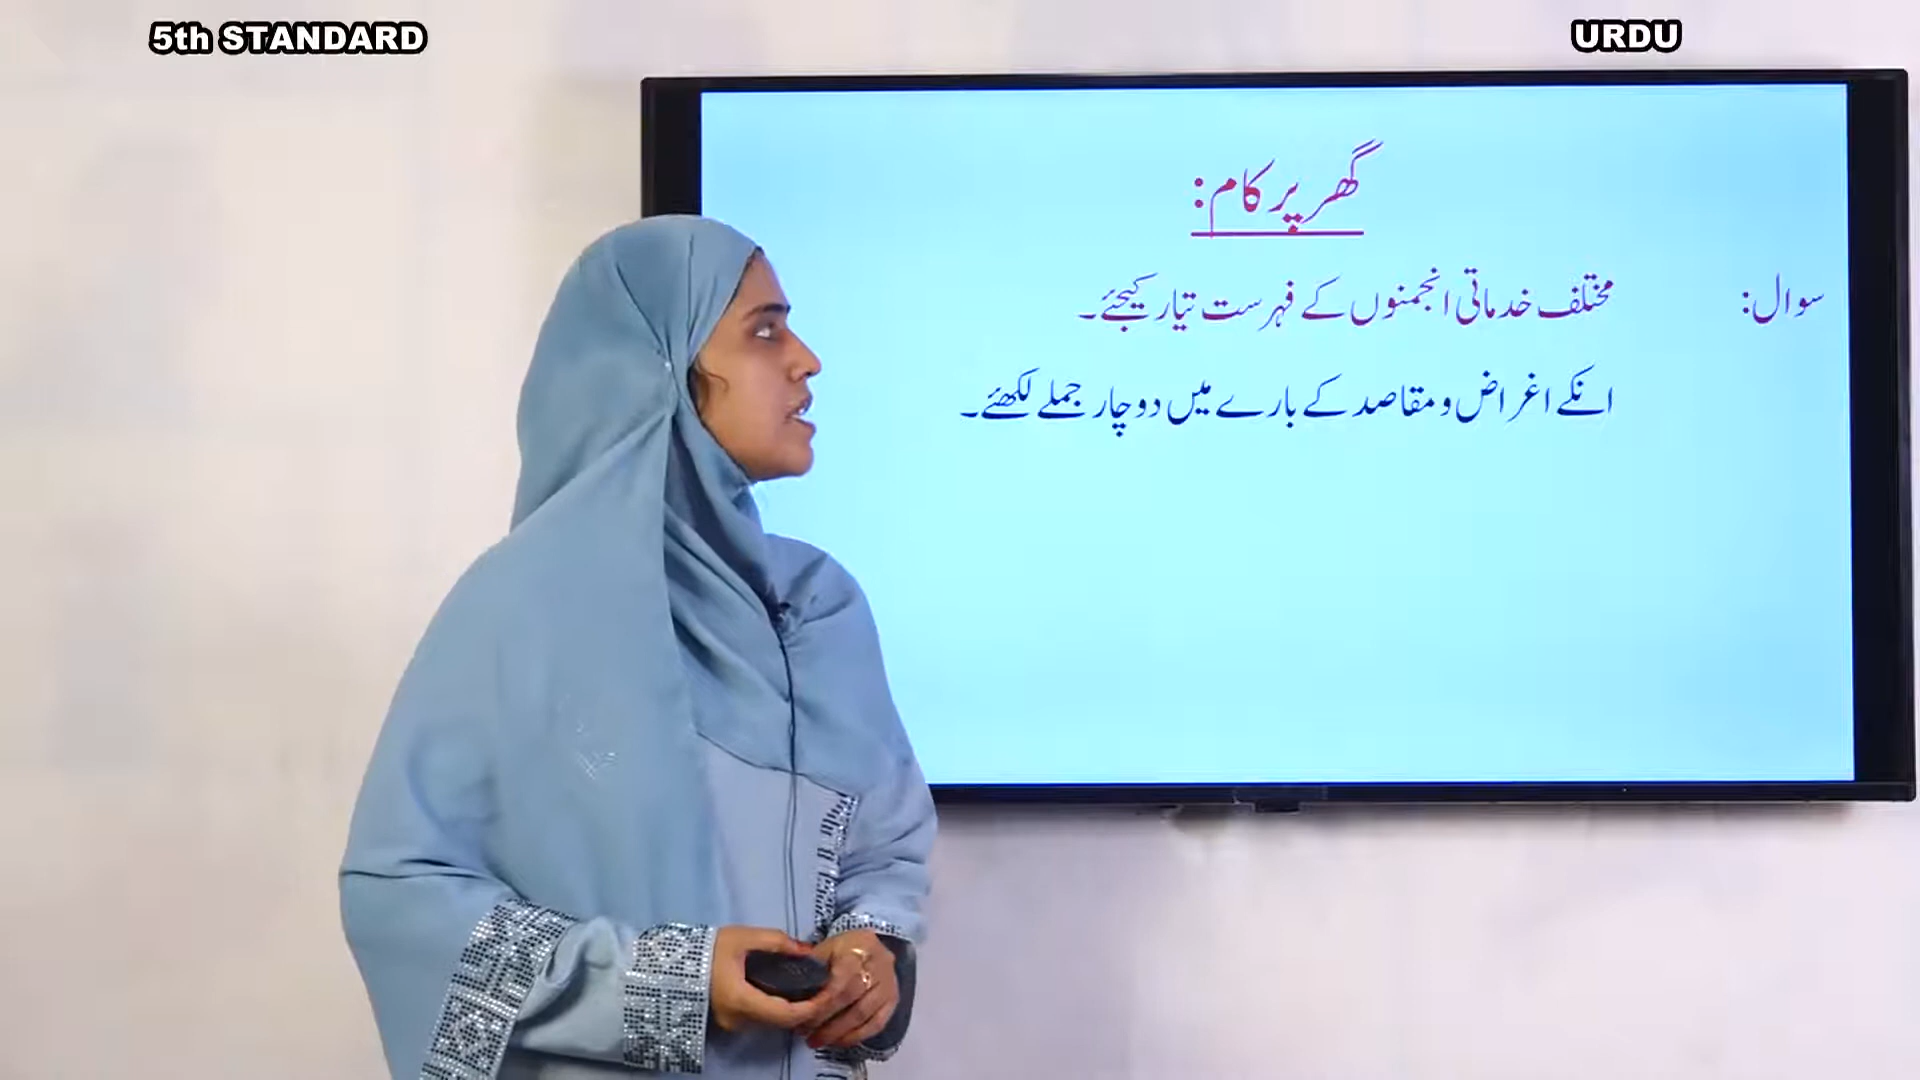 5th STANDARD
URDU
گھر پر کام:
سوال: مختلف خدماتی انجمنوں کے فہرست تیار کیجئے۔
انکے اغراض و مقاصد کے بارے میں دو چار جملے لکھئے۔